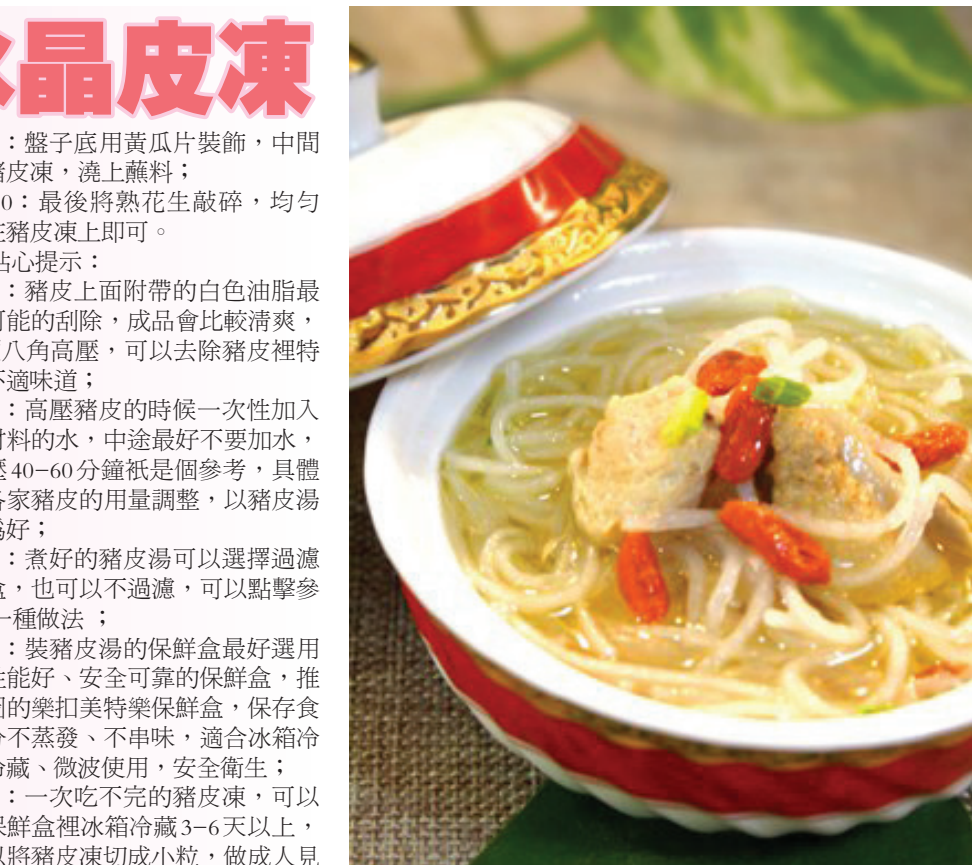 晶皮凍
：盤子底用黃瓜片裝飾，中間
皮凍，澆上蘸料；
0：最後將熟花生敲碎，均勻
豬皮凍上即可。
心提示：
：豬皮上面附帶的白色油脂最
可能的刮除，成品會比較清爽，
八角高壓，可以去除豬皮裡特
不適味道；
：高壓豬皮的時候一次性加入
材料的水，中途最好不要加水，
40-60分鐘衹是個參考，具體
各家豬皮的用量調整，以豬皮湯
好；
：煮好的豬皮湯可以選擇過濾
，也可以不過濾，可以點擊參
一種做法；
：裝豬皮湯的保鮮盒最好選用
性能好、安全可靠的保鮮盒，推
的樂扣美特樂保鮮盒，保存食
不蒸發、不串味，適合冰箱冷
冷藏、微波使用，安全衛生；
：一次吃不完的豬皮凍，可以
保鮮盒裡冰箱冷藏3-6天以上，
以將豬皮凍切成小粒，做成人見